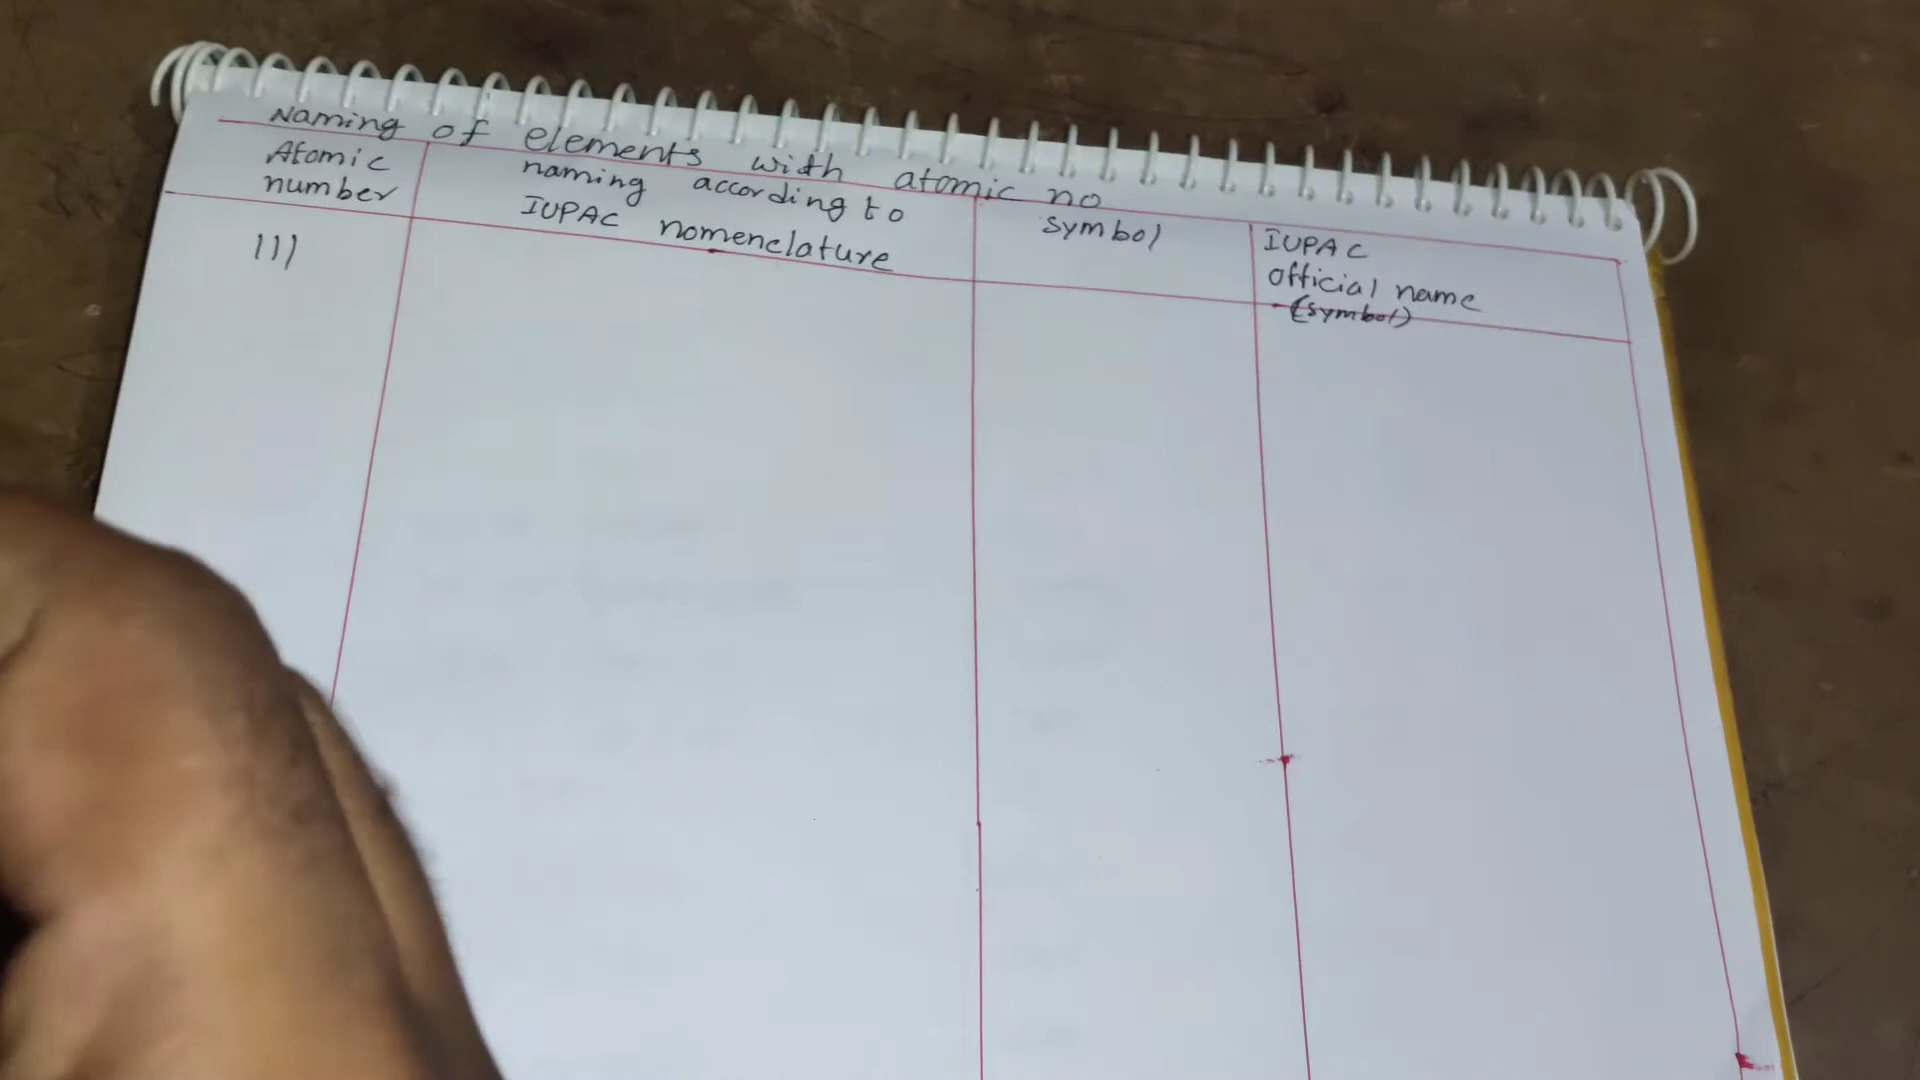 Naming of elements with atomic no
Atomic
number
naming according to
IUPAC nomenclature
symbol
IUPAC
official name
(symbol)
111